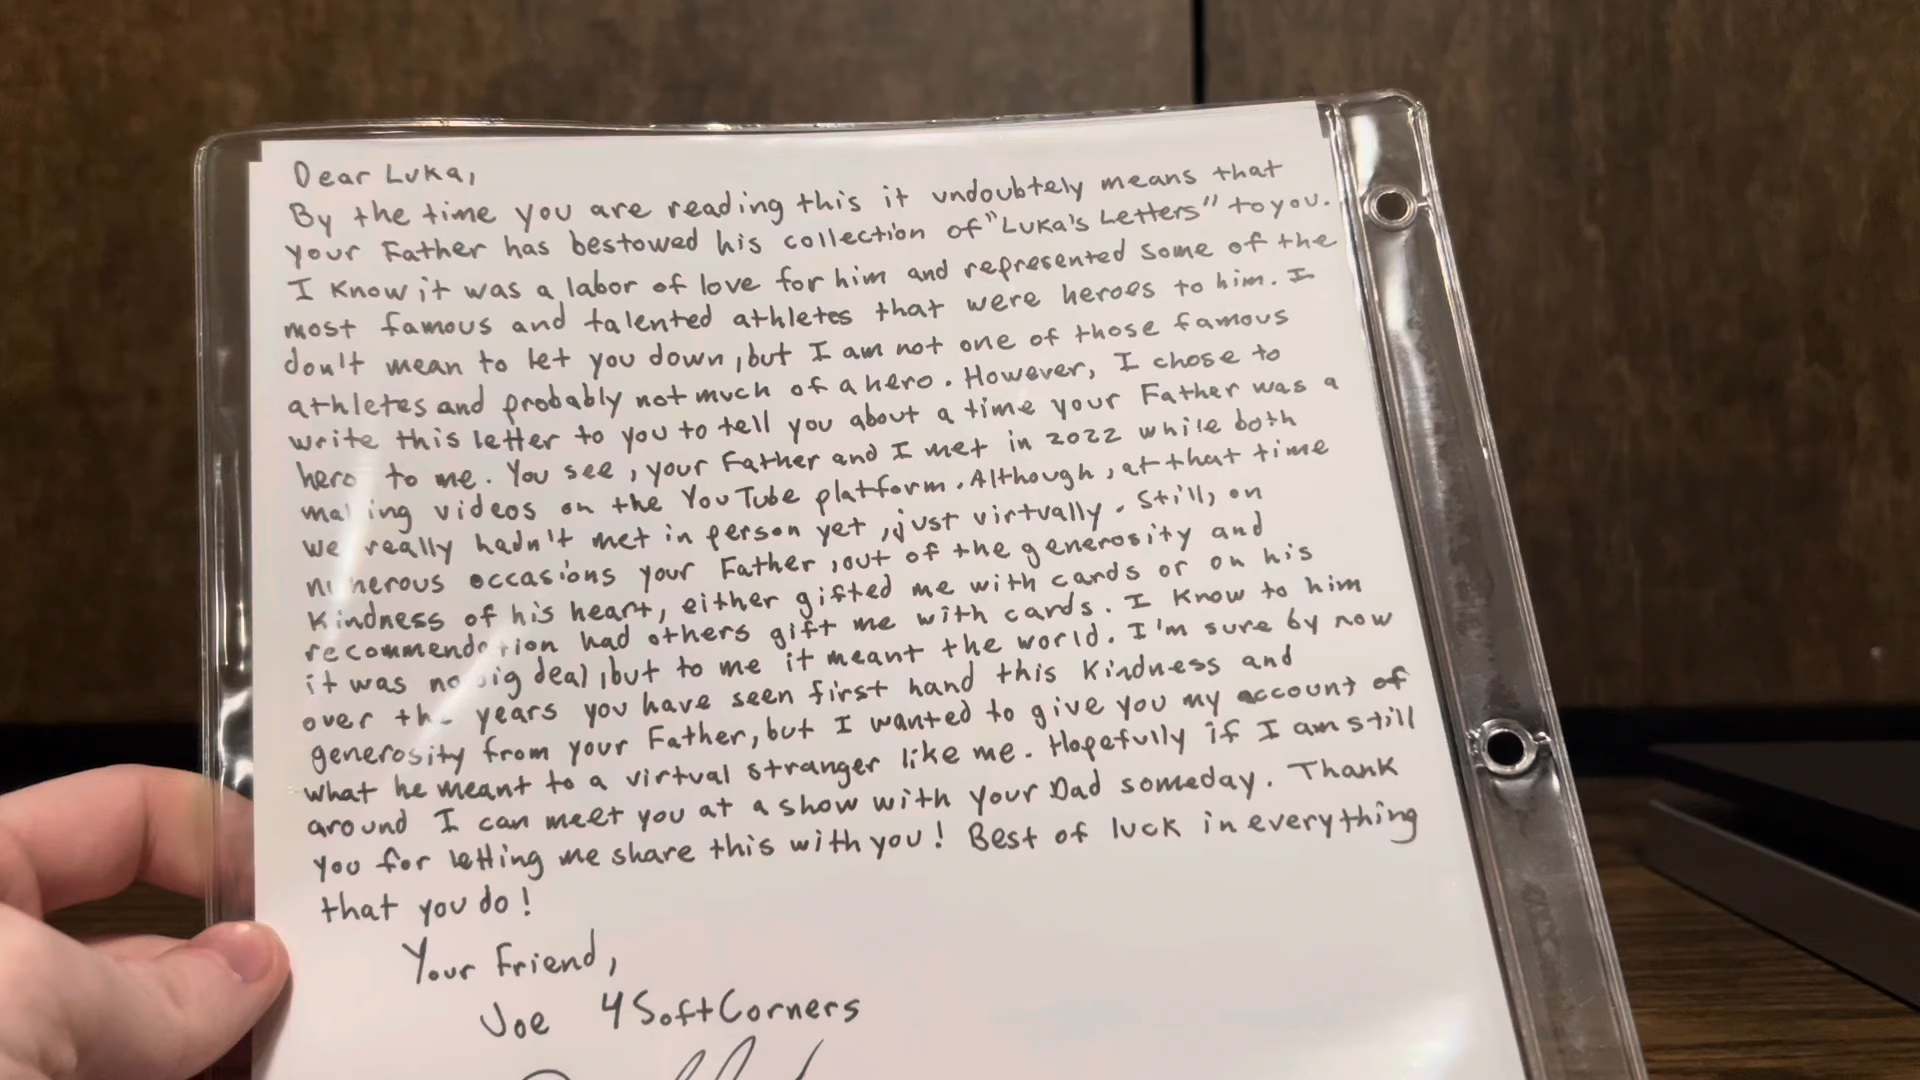 Dear Luka,
By the time you are reading this it undoubtely means that
your Father has bestowed his collection of "Luka's Letters" to you.
I know it was a labor of love for him and represented some of the
most famous and talented athletes that were heroes to him. I
don't mean to let you down, but I am not one of those famous
athletes and probably not much of a hero. However, I chose to
write this letter to you to tell you about a time your Father was a
hero to me. You see, your Father and I met in 2022 while both
making videos on the YouTube platform. Although, at that time
we really hadn't met in person yet, just virtually. Still, on
numerous occasions your Father, out of the generosity and
kindness of his heart, either gifted me with cards or on his
recommendation had others gift me with cards. I know to him
it was no big deal, but to me it meant the world. I'm sure by now
over the years you have seen first hand this kindness and
generosity from your Father, but I wanted to give you my account of
what he meant to a virtual stranger like me. Hopefully if I am still
around I can meet you at a show with your Dad someday. Thank
you for letting me share this with you! Best of luck in everything
that you do!
Your Friend,
Joe 4SoftCorners